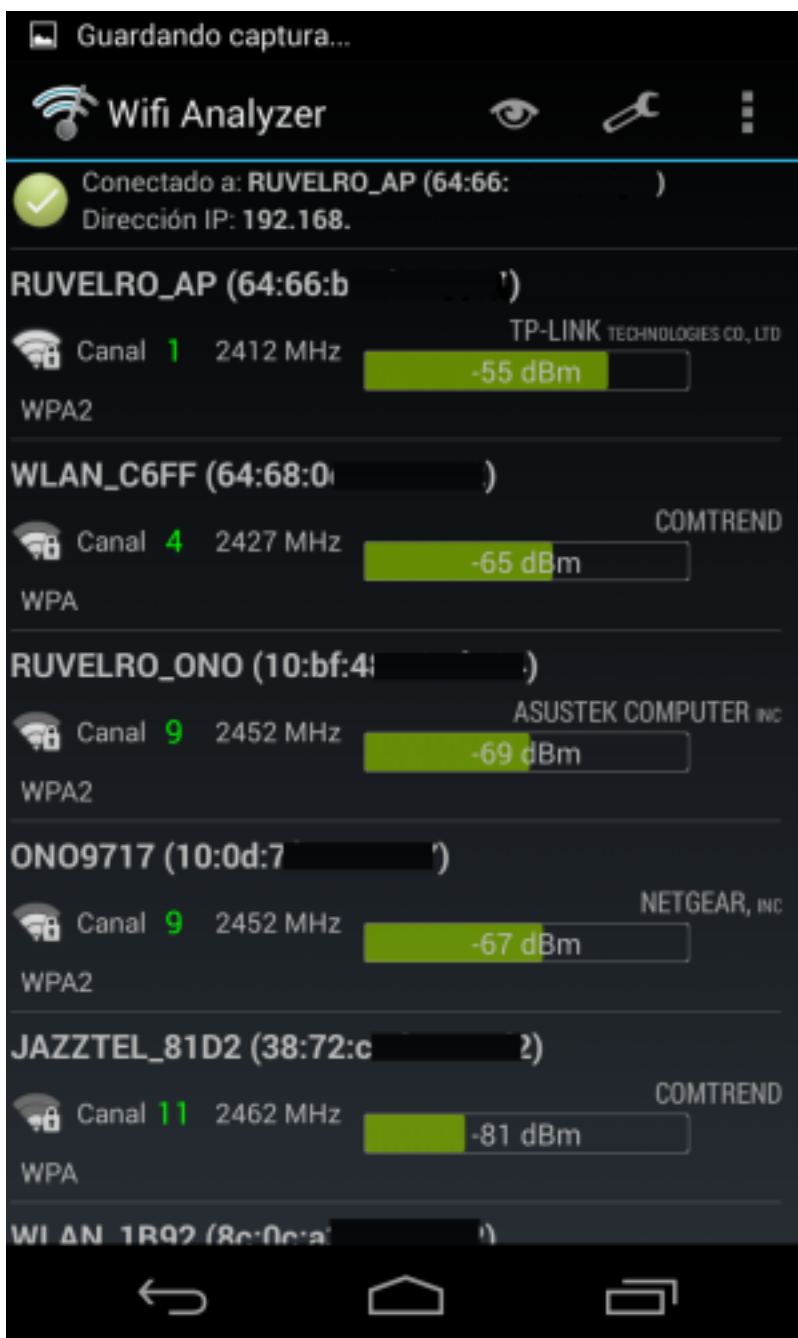 Guardando captura...
Wifi Analyzer
Conectado a: RUVELRO_AP (64:66: )
Dirección IP: 192.168.
RUVELRO_AP (64:66:b )
TP-LINK TECHNOLOGIES CO., LTD
Canal 1 2412 MHz
-55 dBm
WPA2
WLAN_C6FF (64:68:0 )
COMTREND
Canal 4 2427 MHz
-65 dBm
WPA
RUVELRO_ONO (10:bf:4 )
ASUSTEK COMPUTER INC
Canal 9 2452 MHz
-69 dBm
WPA2
ONO9717 (10:0d:7 )
NETGEAR, INC
Canal 9 2452 MHz
-67 dBm
WPA2
JAZZTEL_81D2 (38:72:c 2)
COMTREND
Canal 11 2462 MHz
-81 dBm
WPA
WLAN_1B92 (8c:0c:a )